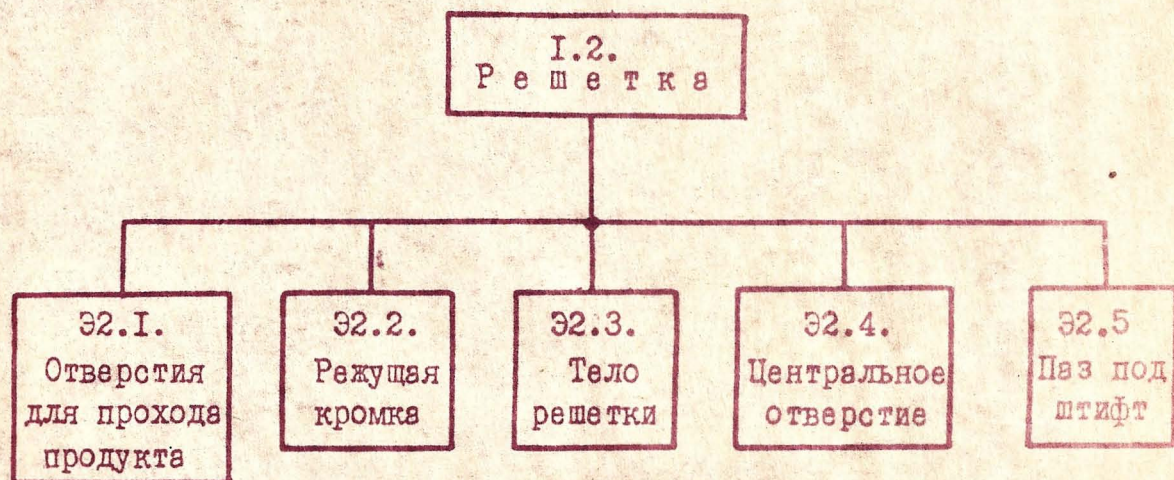 I.2.
Решетка
Э2.I.
Отверстия
для прохода
продукта
Э2.2.
Режущая
кромка
Э2.3.
Тело
решетки
Э2.4.
Центральное
отверстие
Э2.5
Паз под
штифт